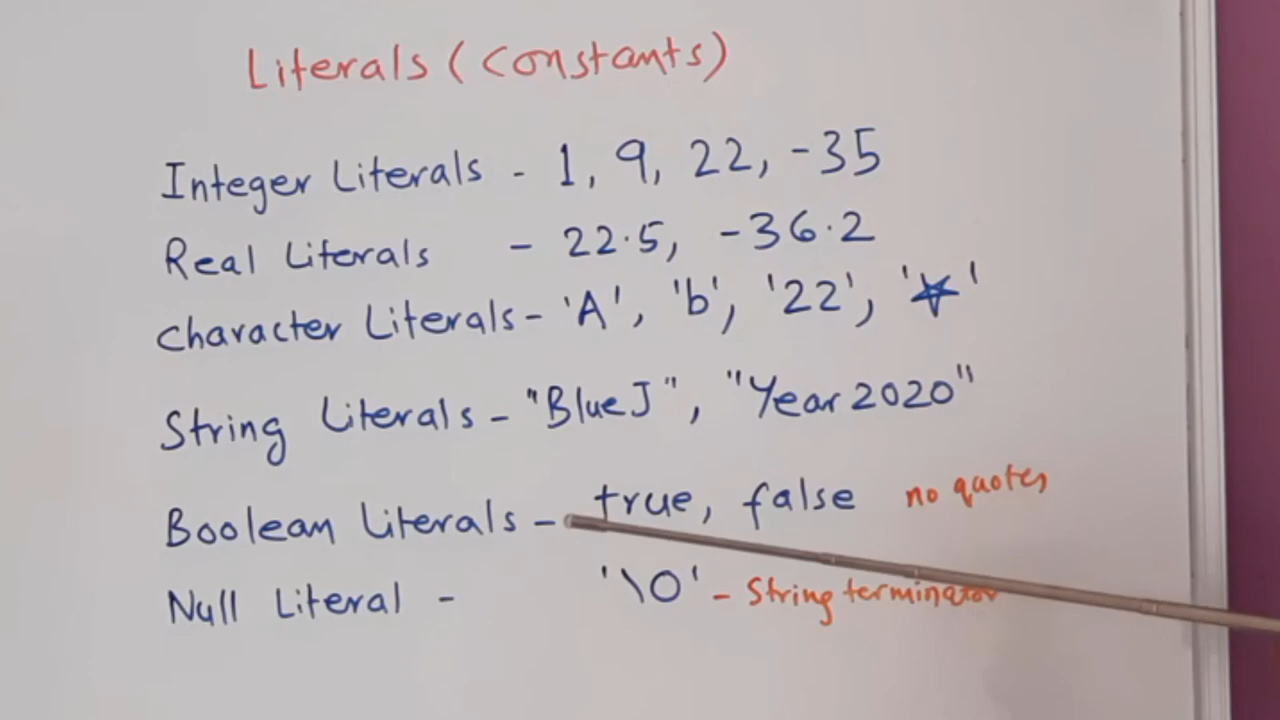 Literals (Constants)
Integer Literals - 1, 9, 22, -35
Real Literals - 22.5, -36.2
Character Literals - 'A', 'b', '22', '★'
String Literals - "BlueJ", "Year 2020"
Boolean Literals - true, false no quotes
Null Literal - '\0' - String terminator